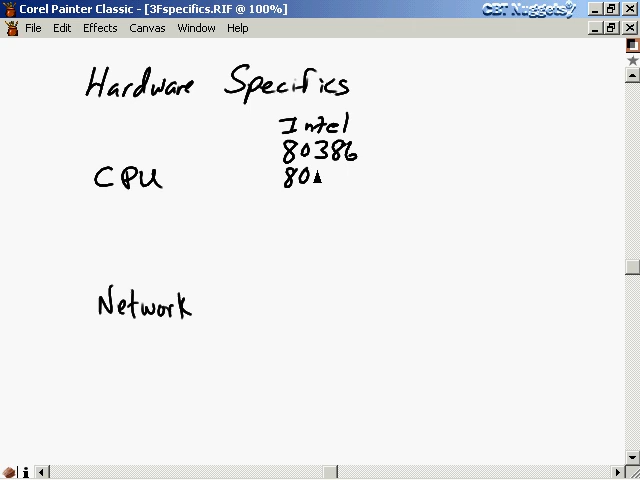 Corel Painter Classic - [3Fspecifics.RIF @ 100%]
CBT Nuggets
File Edit Effects Canvas Window Help
Hardware Specifics
Intel
80386
CPU 80
Network